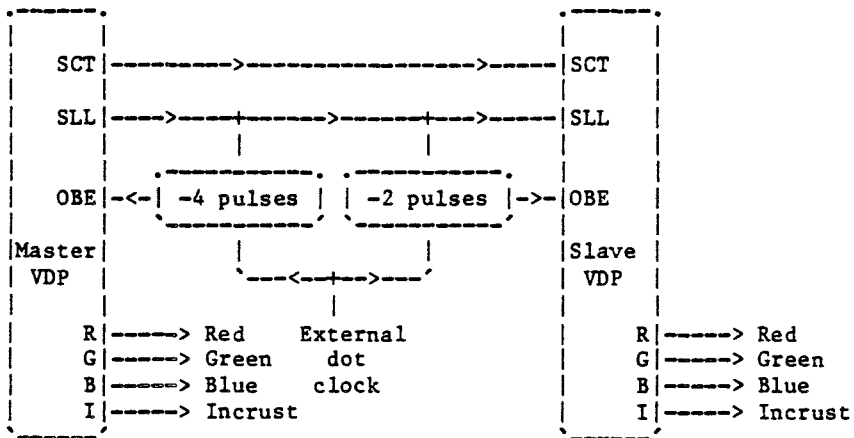 SCT SCT
SLL SLL
OBE -4 pulses -2 pulses OBE
Master Slave
VDP VDP
R Red External R Red
G Green dot G Green
B Blue clock B Blue
I Incrust I Incrust